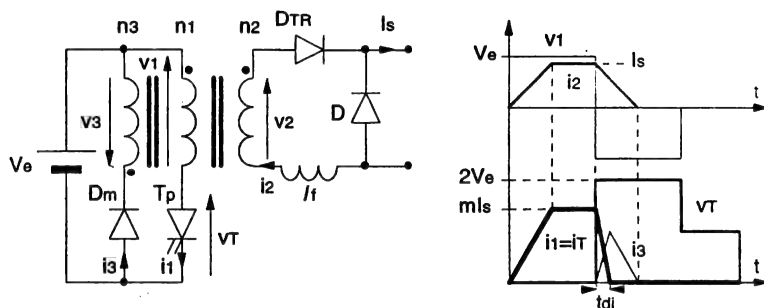 n3 n1 n2 DTR Is
v1
v3 v2 D
Ve
Dm Tp i2 lf
vT
i3 i1
Ve v1
Is
i2
t
2Ve
vT
mIs
i1=iT i3
t
tdi